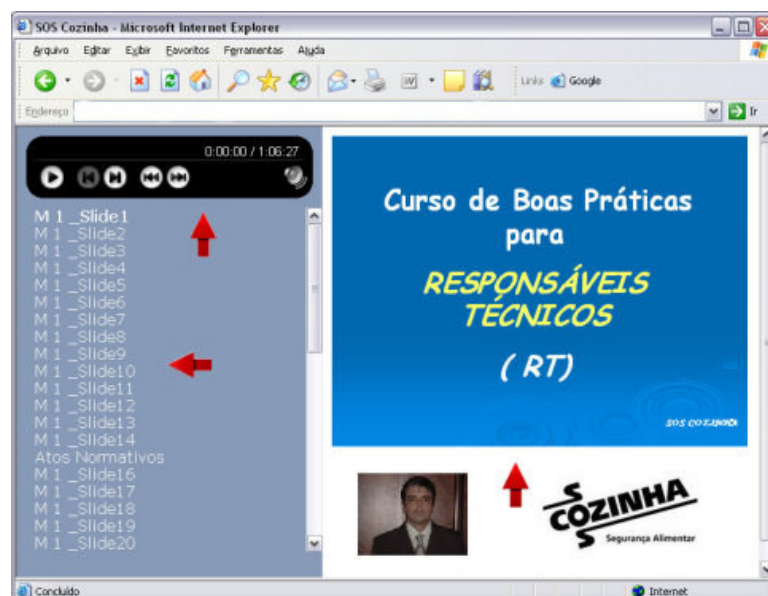 SOS Cozinha - Microsoft Internet Explorer
Arquivo Editar Exibir Favoritos Ferramentas Ajuda
Links Google
Endereço Ir
0:00:00 / 1:06:27
M 1 _Slide1
M 1 _Slide2
M 1 _Slide3
M 1 _Slide4
M 1 _Slide5
M 1 _Slide6
M 1 _Slide7
M 1 _Slide8
M 1 _Slide9
M 1 _Slide10
M 1 _Slide11
M 1 _Slide12
M 1 _Slide13
M 1 _Slide14
Atos Normativos
M 1 _Slide16
M 1 _Slide17
M 1 _Slide18
M 1 _Slide19
M 1 _Slide20
Curso de Boas Práticas
para
RESPONSÁVEIS
TÉCNICOS
( RT)
SOS COZINHA
SOS COZINHA
Segurança Alimentar
Concluído Internet